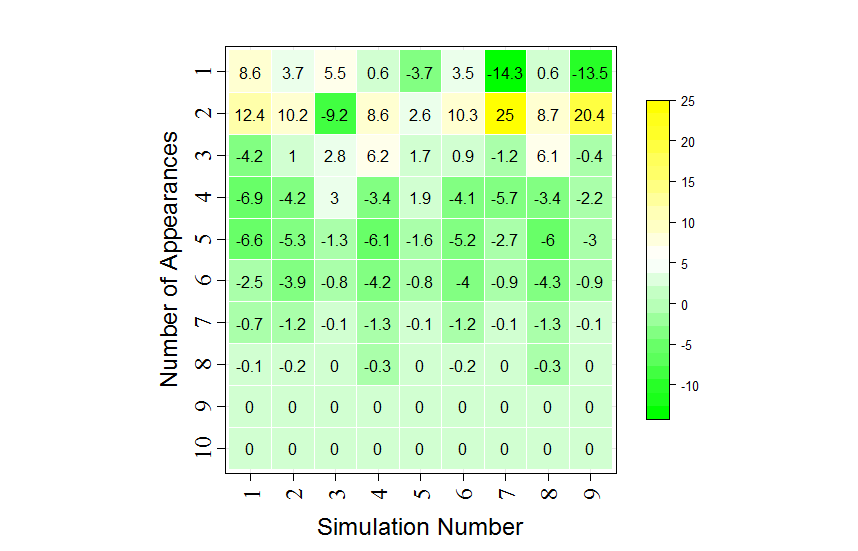 1 8.6 3.7 5.5 0.6 -3.7 3.5 -14.3 0.6 -13.5
2 12.4 10.2 -9.2 8.6 2.6 10.3 25 8.7 20.4
3 -4.2 1 2.8 6.2 1.7 0.9 -1.2 6.1 -0.4
4 -6.9 -4.2 3 -3.4 1.9 -4.1 -5.7 -3.4 -2.2
5 -6.6 -5.3 -1.3 -6.1 -1.6 -5.2 -2.7 -6 -3
6 -2.5 -3.9 -0.8 -4.2 -0.8 -4 -0.9 -4.3 -0.9
7 -0.7 -1.2 -0.1 -1.3 -0.1 -1.2 -0.1 -1.3 -0.1
8 -0.1 -0.2 0 -0.3 0 -0.2 0 -0.3 0
9 0 0 0 0 0 0 0 0 0
10 0 0 0 0 0 0 0 0 0
1 2 3 4 5 6 7 8 9
Simulation Number
Number of Appearances
25
20
15
10
5
0
-5
-10